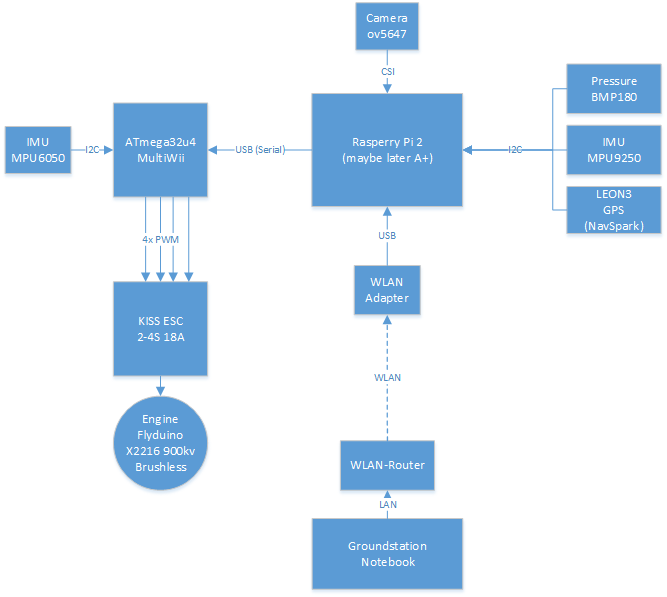 Camera
ov5647
CSI
Pressure
BMP180
IMU
MPU6050
I2C
ATmega32u4
MultiWii
USB (Serial)
Rasperry Pi 2
(maybe later A+)
I2C
IMU
MPU9250
LEON3
GPS
(NavSpark)
4x PWM
USB
WLAN
Adapter
KISS ESC
2-4S 18A
WLAN
Engine
Flyduino
X2216 900kv
Brushless
WLAN-Router
LAN
Groundstation
Notebook